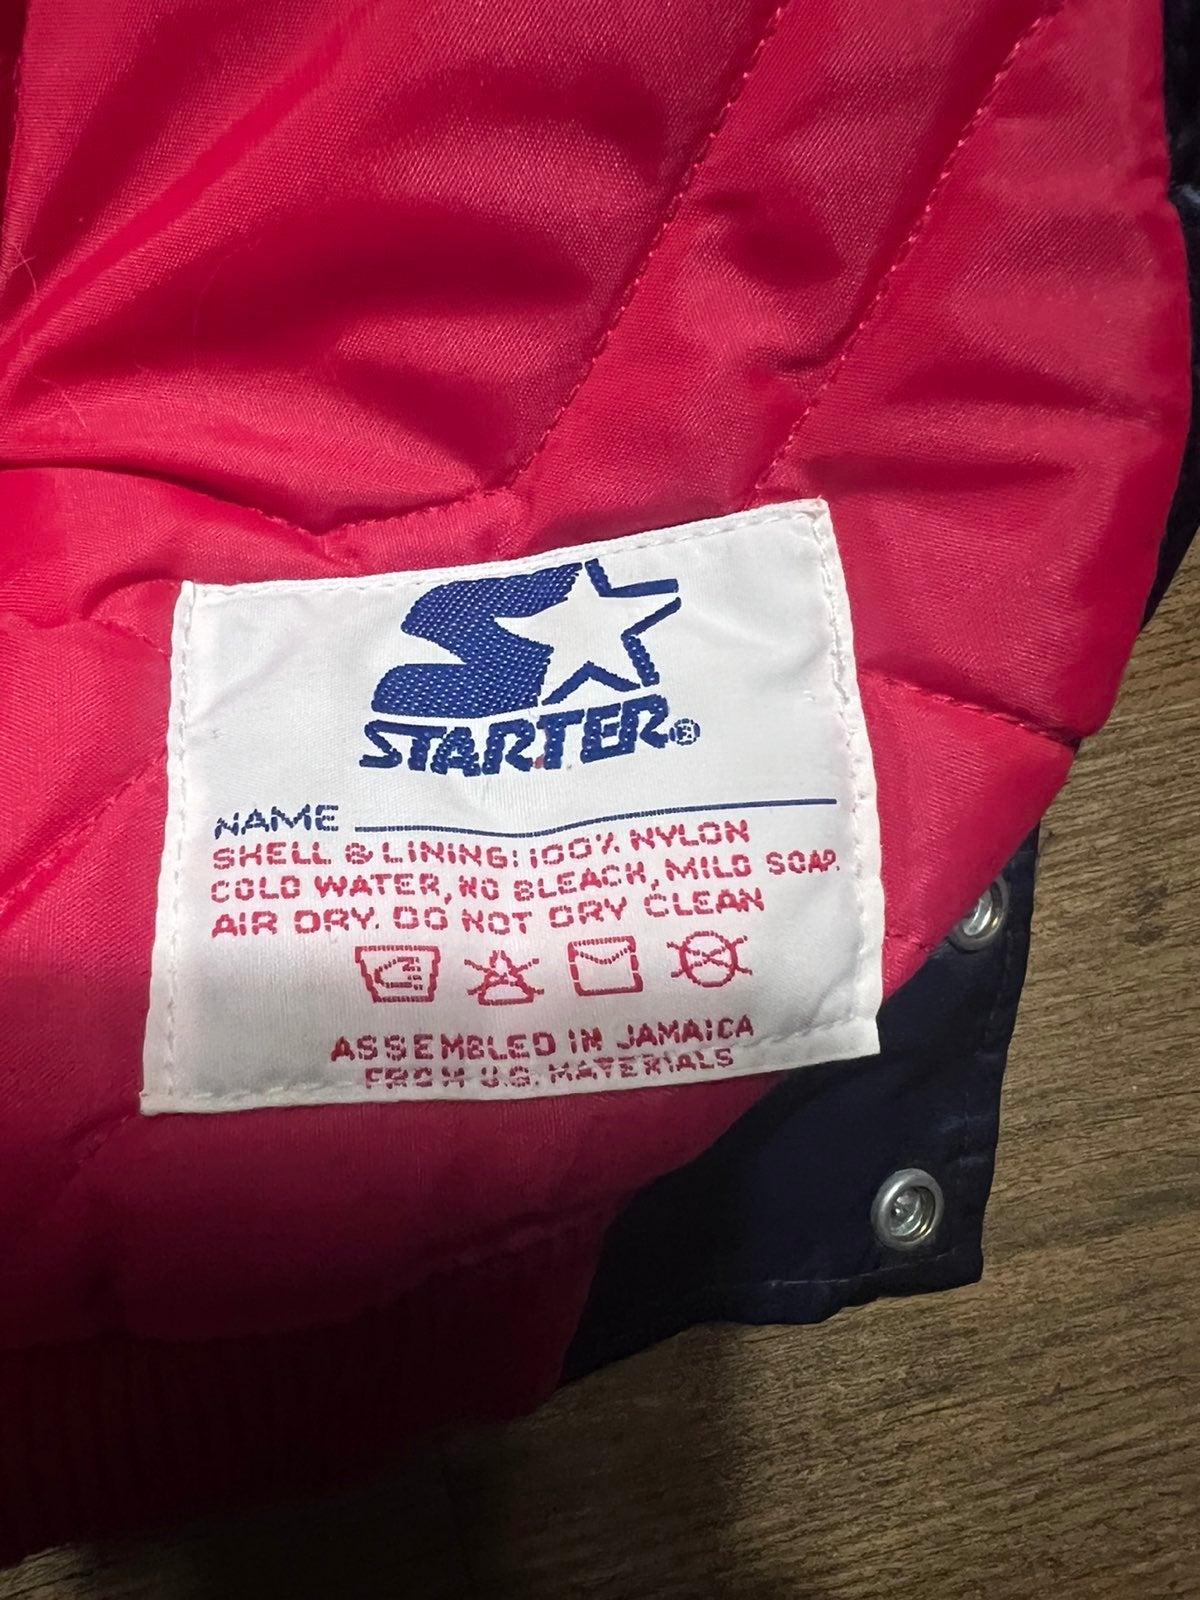 STARTER®
NAME
SHELL & LINING: 100% NYLON
COLD WATER, NO BLEACH, MILD SOAP.
AIR DRY. DO NOT DRY CLEAN
ASSEMBLED IN JAMAICA
FROM U.S. MATERIALS